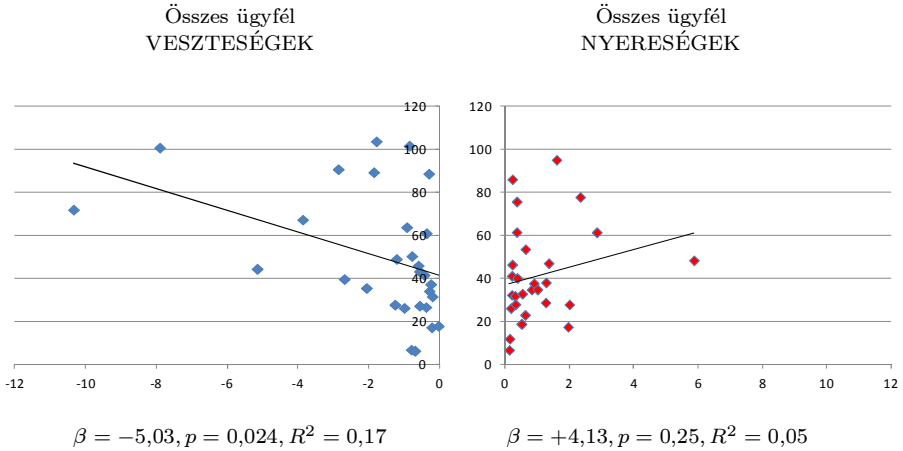 Összes ügyfél
VESZTESÉGEK
120
100
80
60
40
20
0
-12 -10 -8 -6 -4 -2 0
β = −5,03, p = 0,024, R² = 0,17
Összes ügyfél
NYERESÉGEK
120
100
80
60
40
20
0
0 2 4 6 8 10 12
β = +4,13, p = 0,25, R² = 0,05